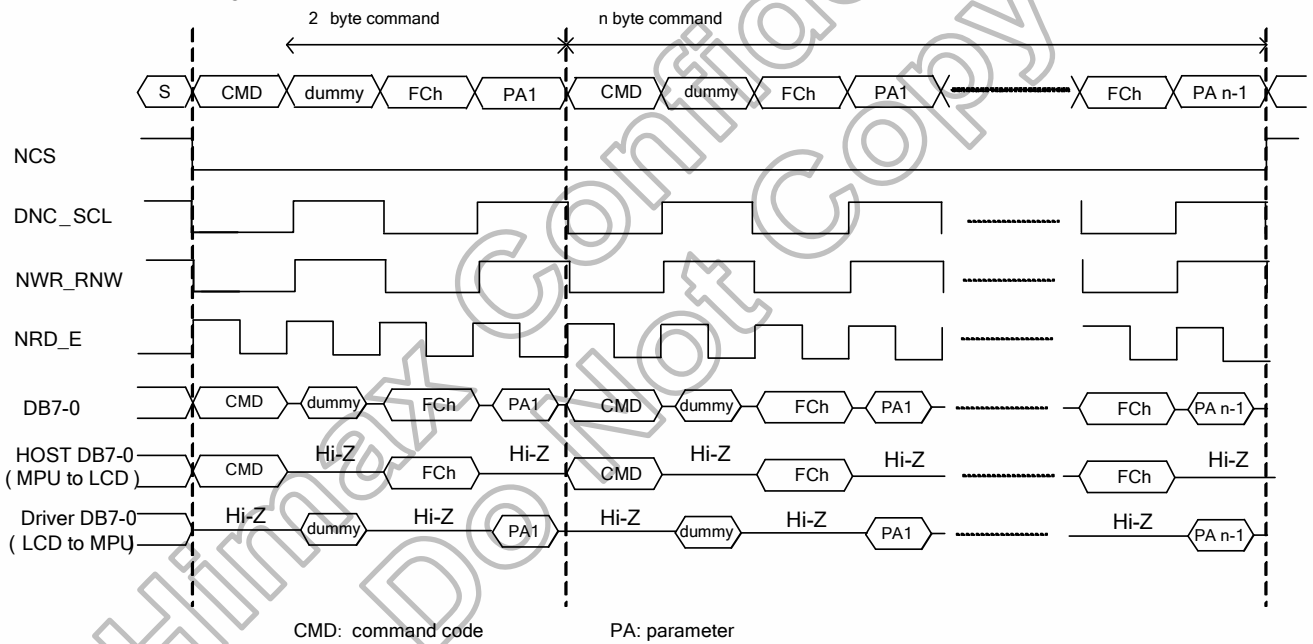 2 byte command n byte command
S CMD dummy FCh PA1 CMD dummy FCh PA1 FCh PA n-1
NCS
DNC_SCL
NWR_RNW
NRD_E
DB7-0 CMD dummy FCh PA1 CMD dummy FCh PA1 FCh PA n-1
HOST DB7-0
( MPU to LCD ) CMD Hi-Z FCh Hi-Z CMD Hi-Z FCh Hi-Z FCh Hi-Z
Driver DB7-0
( LCD to MPU Hi-Z dummy Hi-Z PA1 Hi-Z dummy Hi-Z PA1 Hi-Z PA n-1
CMD: command code PA: parameter
Himax Confid
Do Not Copy